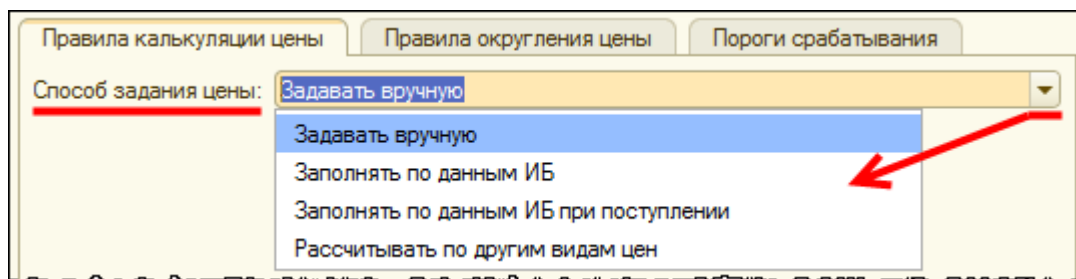 Правила калькуляции цены Правила округления цены Пороги срабатывания
Способ задания цены: Задавать вручную
Задавать вручную
Заполнять по данным ИБ
Заполнять по данным ИБ при поступлении
Рассчитывать по другим видам цен